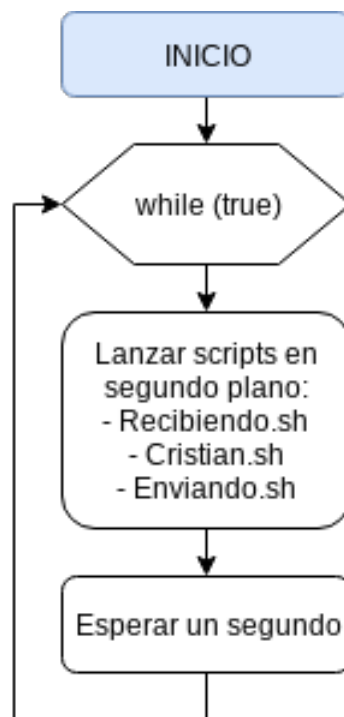 INICIO
while (true)
Lanzar scripts en
segundo plano:
- Recibiendo.sh
- Cristian.sh
- Enviando.sh
Esperar un segundo